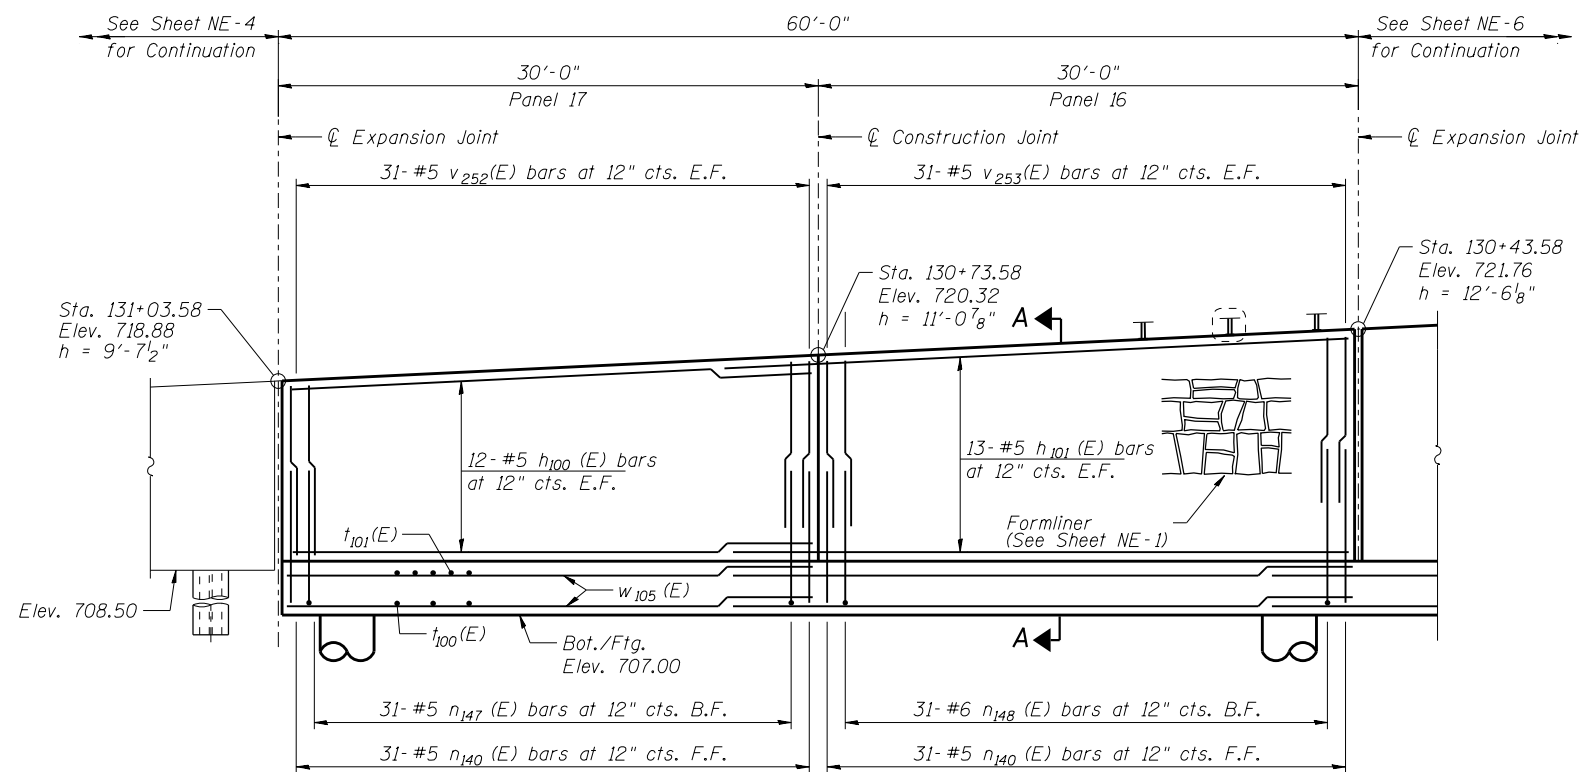 See Sheet NE-4
for Continuation
60'-0"
See Sheet NE-6
for Continuation
30'-0"
Panel 17
30'-0"
Panel 16
℄ Expansion Joint
℄ Construction Joint
℄ Expansion Joint
31-#5 v252(E) bars at 12" cts. E.F.
31-#5 v253(E) bars at 12" cts. E.F.
Sta. 130+43.58
Elev. 721.76
h = 12'-6 1/8"
Sta. 130+73.58
Elev. 720.32
h = 11'-0 7/8"
Sta. 131+03.58
Elev. 718.88
h = 9'-7 1/2"
A
12-#5 h100 (E) bars
at 12" cts. E.F.
13-#5 h101 (E) bars
at 12" cts. E.F.
Formliner
(See Sheet NE-1)
t101(E)
w105 (E)
Elev. 708.50
t100(E)
Bot./Ftg.
Elev. 707.00
A
31-#5 n147 (E) bars at 12" cts. B.F.
31-#6 n148 (E) bars at 12" cts. B.F.
31-#5 n140 (E) bars at 12" cts. F.F.
31-#5 n140 (E) bars at 12" cts. F.F.